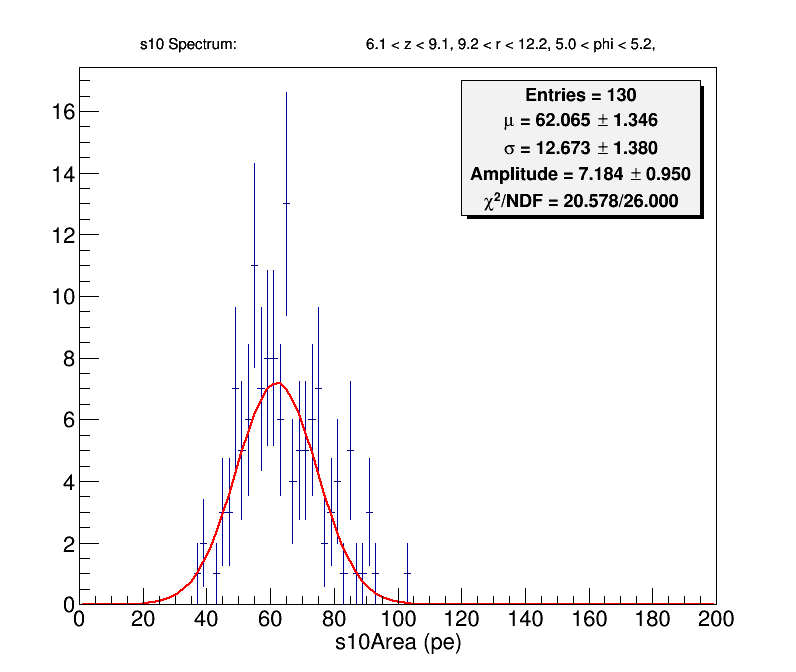 s10 Spectrum: 6.1 < z < 9.1, 9.2 < r < 12.2, 5.0 < phi < 5.2,
Entries = 130
μ = 62.065 ± 1.346
σ = 12.673 ± 1.380
Amplitude = 7.184 ± 0.950
χ²/NDF = 20.578/26.000
16
14
12
10
8
6
4
2
0
0 20 40 60 80 100 120 140 160 180 200
s10Area (pe)